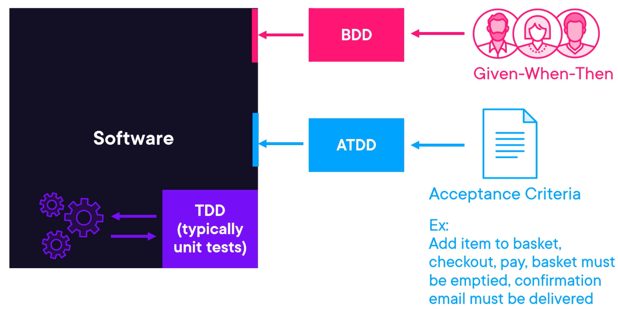 BDD
Given-When-Then
Software
ATDD
Acceptance Criteria
TDD
(typically
unit tests)
Ex:
Add item to basket,
checkout, pay, basket must
be emptied, confirmation
email must be delivered